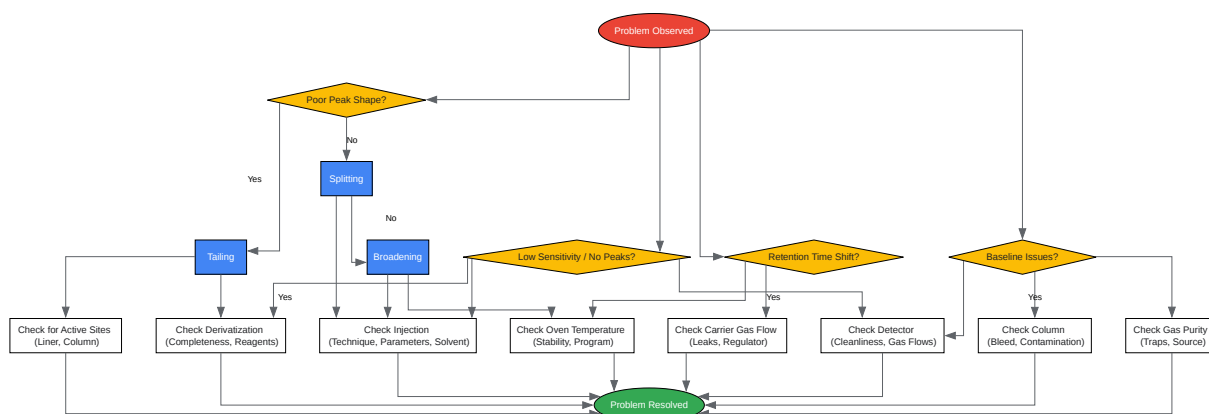 Problem Observed
Poor Peak Shape?
No
Splitting
Yes
No
Tailing
Broadening
Low Sensitivity / No Peaks?
Retention Time Shift?
Baseline Issues?
Yes
Yes
Yes
Check for Active Sites
(Liner, Column)
Check Derivatization
(Completeness, Reagents)
Check Injection
(Technique, Parameters, Solvent)
Check Oven Temperature
(Stability, Program)
Check Carrier Gas Flow
(Leaks, Regulator)
Check Detector
(Cleanliness, Gas Flows)
Check Column
(Bleed, Contamination)
Check Gas Purity
(Traps, Source)
Problem Resolved